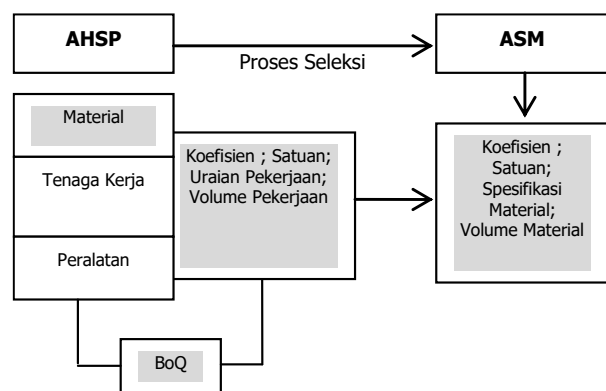 AHSP
Proses Seleksi
ASM
Material
Tenaga Kerja
Peralatan
Koefisien ; Satuan;
Uraian Pekerjaan;
Volume Pekerjaan
Koefisien ;
Satuan;
Spesifikasi
Material;
Volume Material
BoQ